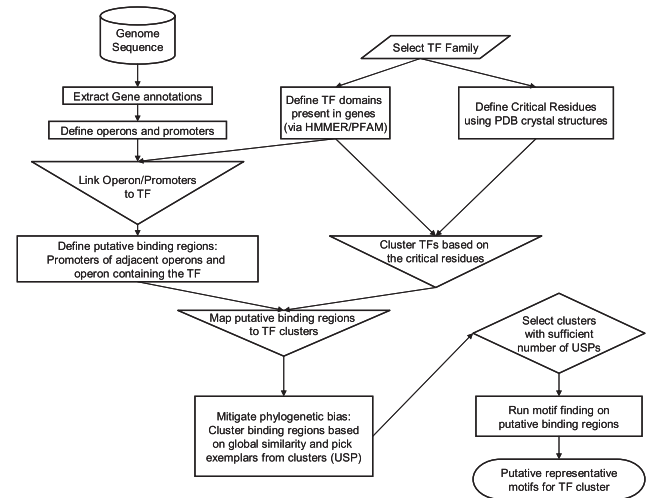 Genome
Sequence
Select TF Family
Extract Gene annotations
Define TF domains
present in genes
(via HMMER/PFAM)
Define Critical Residues
using PDB crystal structures
Define operons and promoters
Link Operon/Promoters
to TF
Define putative binding regions:
Promoters of adjacent operons and
operon containing the TF
Cluster TFs based on
the critical residues
Map putative binding regions
to TF clusters
Select clusters
with sufficient
number of USPs
Mitigate phylogenetic bias:
Cluster binding regions based
on global similarity and pick
exemplars from clusters (USP)
Run motif finding on
putative binding regions
Putative representative
motifs for TF cluster